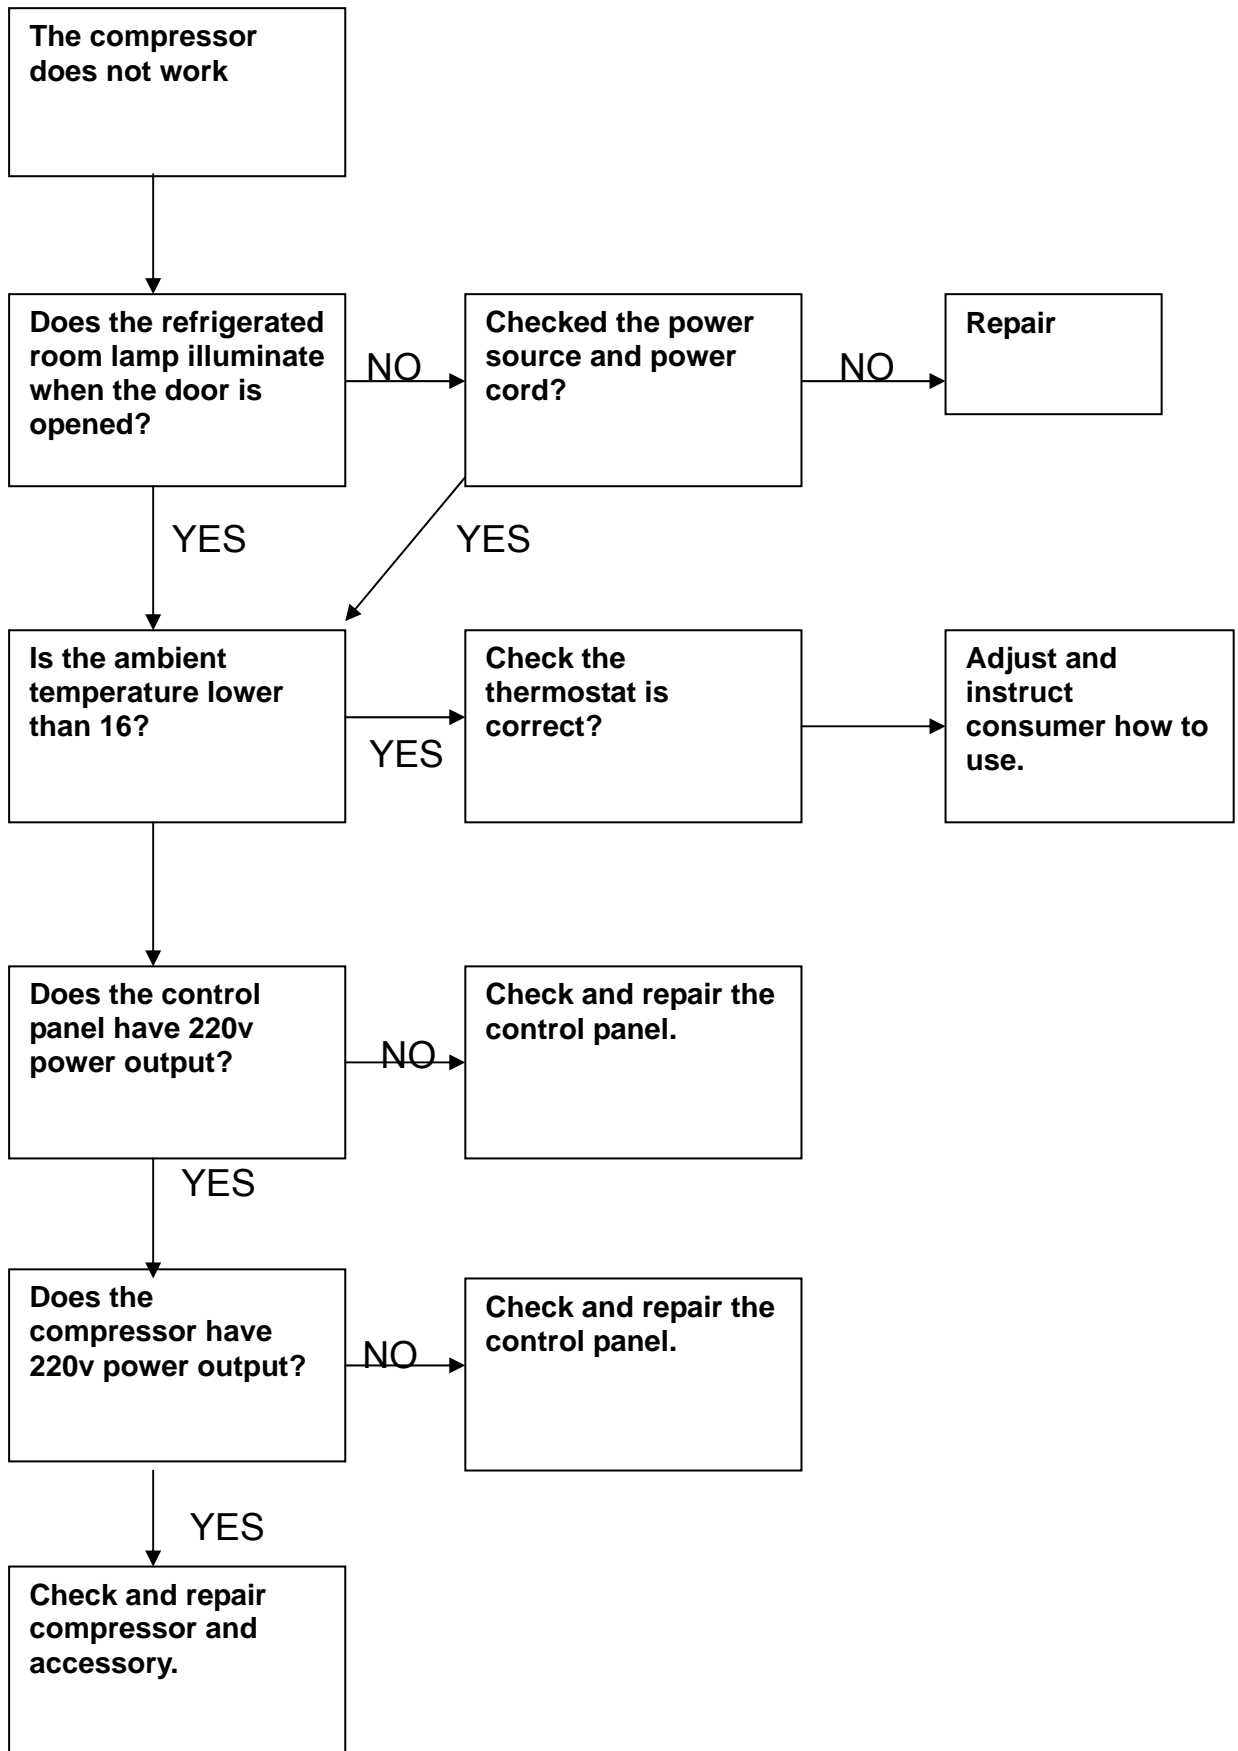 The compressor
does not work
Does the refrigerated
room lamp illuminate
when the door is
opened?
NO
Checked the power
source and power
cord?
NO
Repair
YES
YES
Is the ambient
temperature lower
than 16?
YES
Check the
thermostat is
correct?
Adjust and
instruct
consumer how to
use.
Does the control
panel have 220v
power output?
NO
Check and repair the
control panel.
YES
Does the
compressor have
220v power output?
NO
Check and repair the
control panel.
YES
Check and repair
compressor and
accessory.